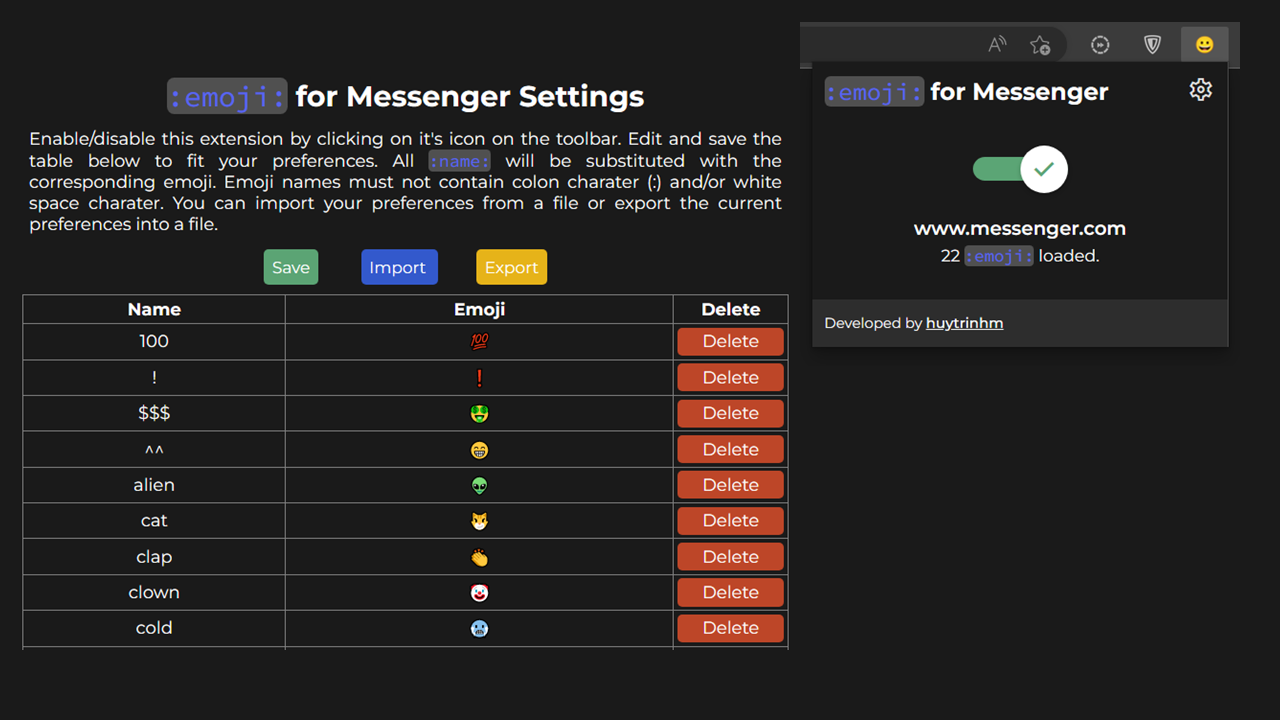 :emoji: for Messenger Settings
Enable/disable this extension by clicking on it's icon on the toolbar. Edit and save the
table below to fit your preferences. All :name: will be substituted with the
corresponding emoji. Emoji names must not contain colon charater (:) and/or white
space charater. You can import your preferences from a file or export the current
preferences into a file.
Save Import Export
Name Emoji Delete
100 💯 Delete
! ❗ Delete
$$$ 🤑 Delete
^^ 😁 Delete
alien 👽 Delete
cat 🐱 Delete
clap 👏 Delete
clown 🤡 Delete
cold 🥶 Delete
:emoji: for Messenger
www.messenger.com
22 :emoji: loaded.
Developed by huytrinhm